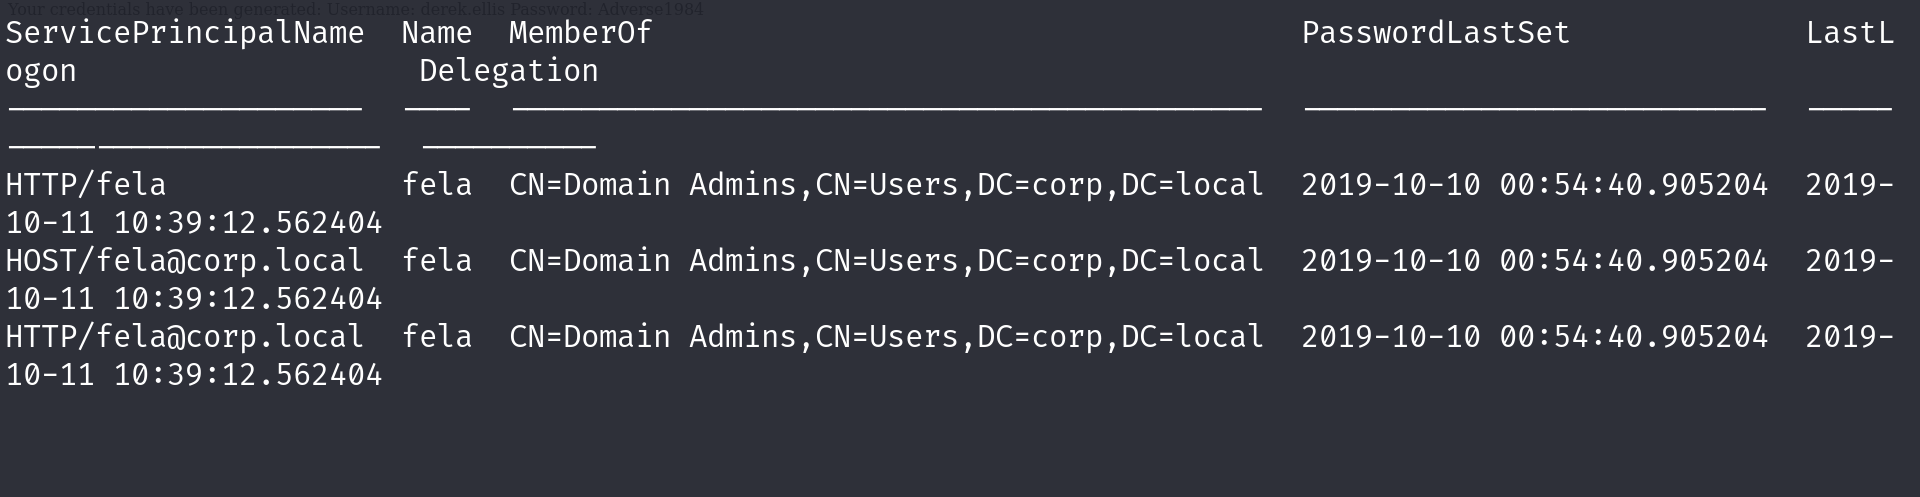 Your credentials have been generated: Username: derek.ellis Password: Adverse1984
ServicePrincipalName  Name  MemberOf                                    PasswordLastSet             LastL
ogon                   Delegation
--------------------  ----  ------------------------------------------  --------------------------  -----
---------------------  ----------
HTTP/fela             fela  CN=Domain Admins,CN=Users,DC=corp,DC=local  2019-10-10 00:54:40.905204  2019-
10-11 10:39:12.562404
HOST/fela@corp.local  fela  CN=Domain Admins,CN=Users,DC=corp,DC=local  2019-10-10 00:54:40.905204  2019-
10-11 10:39:12.562404
HTTP/fela@corp.local  fela  CN=Domain Admins,CN=Users,DC=corp,DC=local  2019-10-10 00:54:40.905204  2019-
10-11 10:39:12.562404